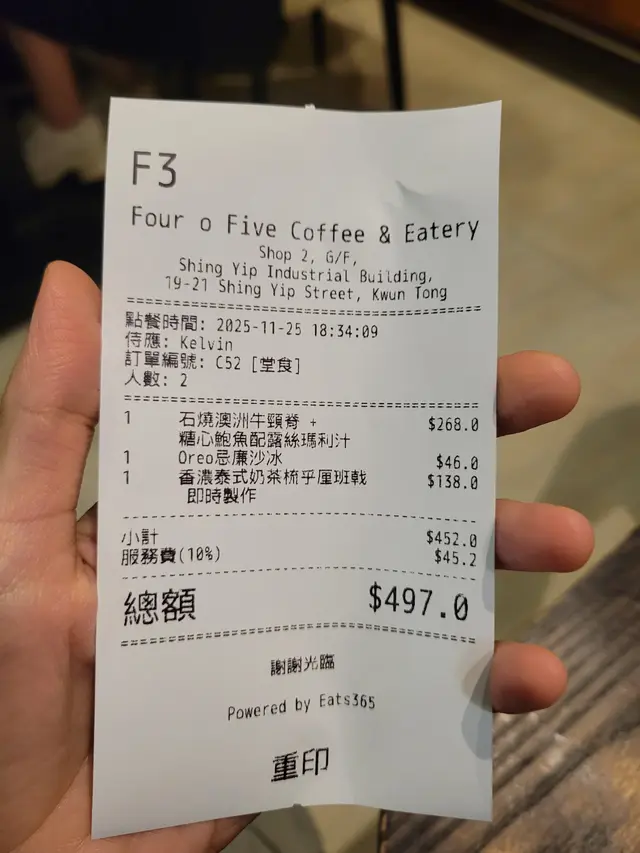 F3
Four o Five Coffee & Eatery
Shop 2, G/F,
Shing Yip Industrial Building,
19-21 Shing Yip Street, Kwun Tong
點餐時間: 2025-11-25 18:34:09
侍應: Kelvin
訂單編號: C52 [堂食]
人數: 2
1 石燒澳洲牛頸脊 + $268.0
糖心鮑魚配露絲瑪利汁
1 Oreo忌廉沙冰 $46.0
1 香濃泰式奶茶梳乎厘班戟 $138.0
即時製作
小計 $452.0
服務費(10%) $45.2
總額 $497.0
謝謝光臨
Powered by Eats365
重印